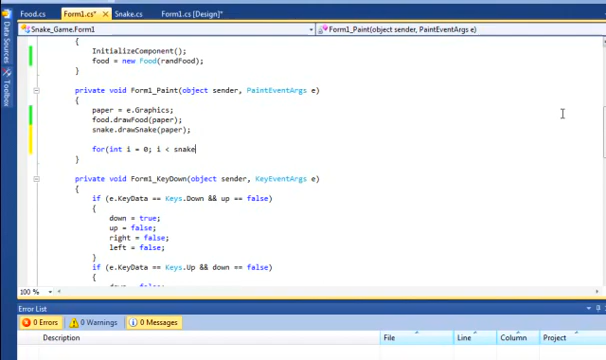 Food.cs Form1.cs* × Snake.cs Form1.cs [Design]*
Snake_Game.Form1 Form1_Paint(object sender, PaintEventArgs e)
Data Sources
Toolbox
{
InitializeComponent();
food = new Food(randFood);
}
private void Form1_Paint(object sender, PaintEventArgs e)
{
paper = e.Graphics;
food.drawFood(paper);
snake.drawSnake(paper);
for(int i = 0; i < snake
}
private void Form1_KeyDown(object sender, KeyEventArgs e)
{
if (e.KeyData == Keys.Down && up == false)
{
down = true;
up = false;
right = false;
left = false;
}
if (e.KeyData == Keys.Up && down == false)
{
100 %
Error List
0 Errors 0 Warnings 0 Messages
Description File Line Column Project